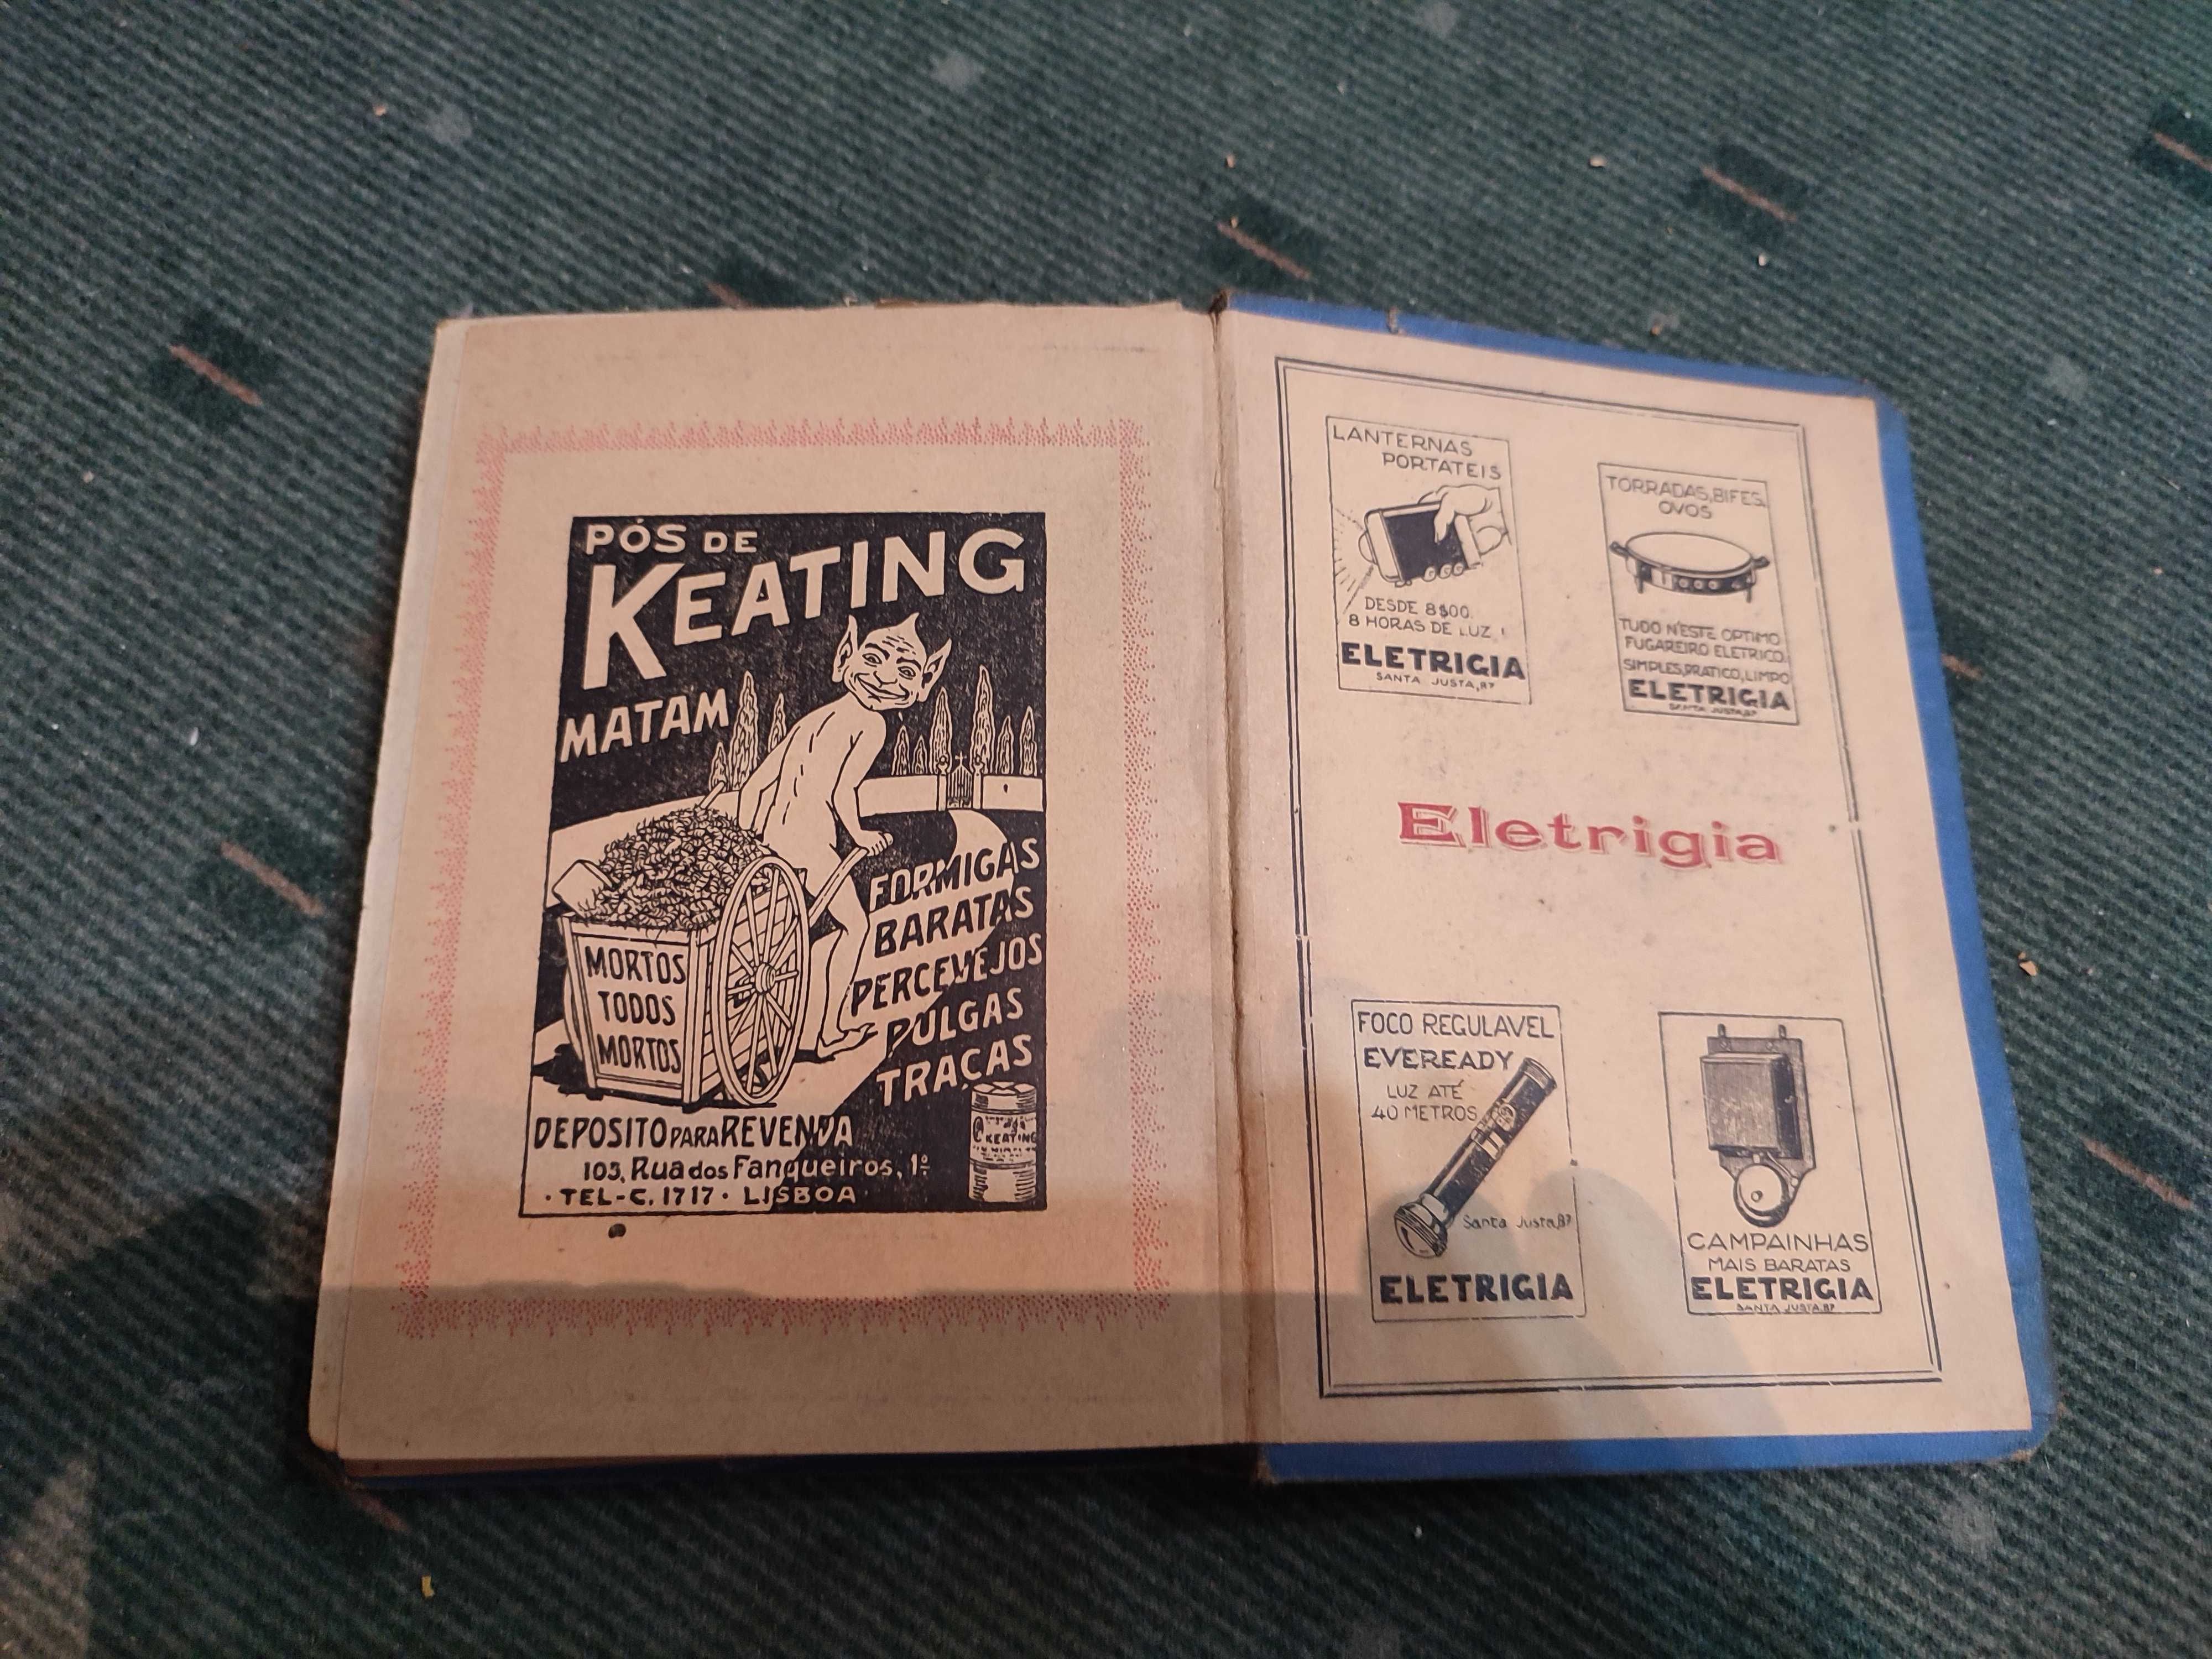 PÓS DE
KEATING
MATAM
FORMIGAS
BARATAS
PERCEVEJOS
PULGAS
TRAÇAS
MORTOS
TODOS
MORTOS
KEATING
DEPOSITO PARA REVENDA
103, Rua dos Fanqueiros, 1º
· TEL-C. 1717 · LISBOA
LANTERNAS
PORTATEIS
DESDE 8$00.
8 HORAS DE LUZ !
ELETRIGIA
SANTA JUSTA, 87
TORRADAS, BIFES,
OVOS
TUDO N'ESTE OPTIMO
FUGAREIRO ELETRICO.
SIMPLES, PRATICO, LIMPO
ELETRIGIA
SANTA JUSTA, 87
Eletrigia
FOCO REGULAVEL
EVEREADY
LUZ ATÉ
40 METROS
Santa Justa, 87
ELETRIGIA
CAMPAINHAS
MAIS BARATAS
ELETRIGIA
SANTA JUSTA, 87